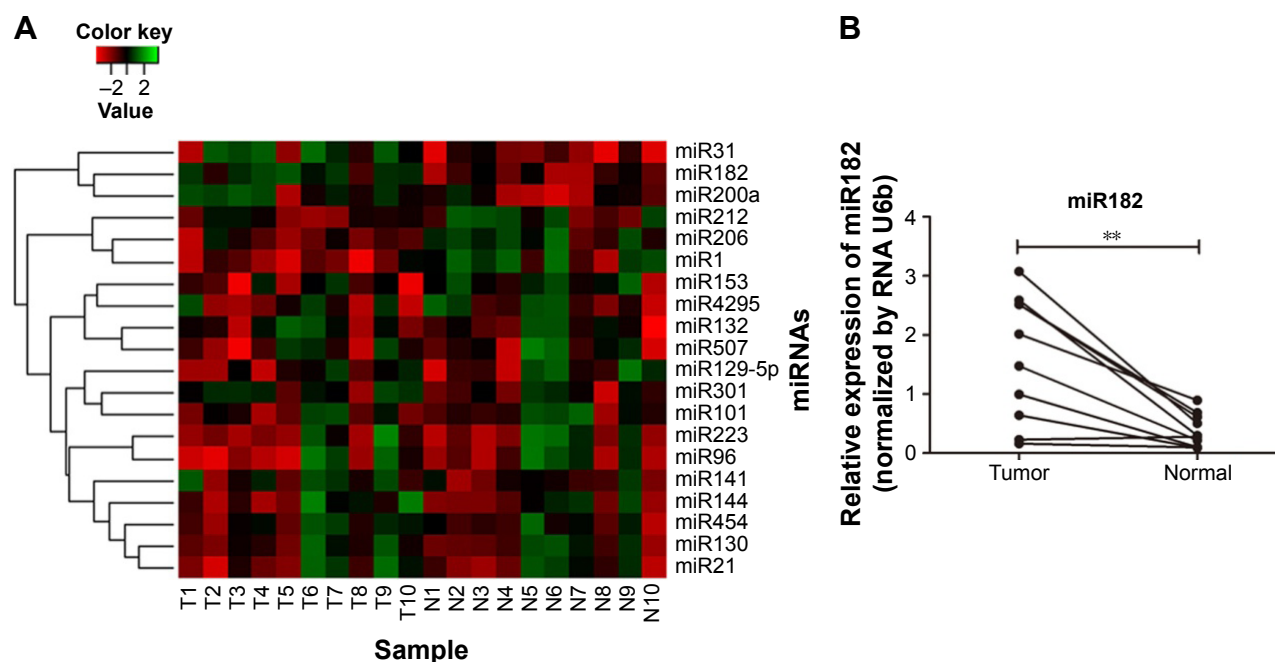 A
Color key
–2 2
Value
miR31
miR182
miR200a
miR212
miR206
miR1
miR153
miR4295
miR132
miR507
miR129-5p
miR301
miR101
miR223
miR96
miR141
miR144
miR454
miR130
miR21
miRNAs
T1 T2 T3 T4 T5 T6 T7 T8 T9 T10 N1 N2 N3 N4 N5 N6 N7 N8 N9 N10
Sample
B
miR182
**
Relative expression of miR182
(normalized by RNA U6b)
4
3
2
1
0
Tumor Normal